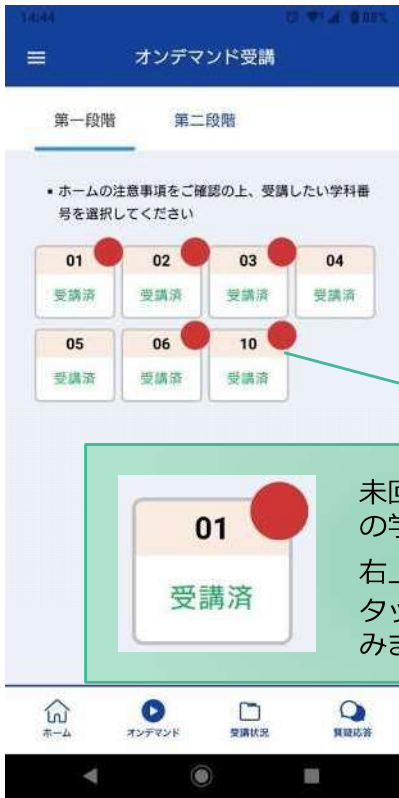 14:44
88%
オンデマンド受講
第一段階
第二段階
• ホームの注意事項をご確認の上、受講したい学科番
号を選択してください
01 02 03 04
受講済 受講済 受講済 受講済
05 06 10
受講済 受講済 受講済
01
受講済
未回
の学
右上
タッ
みま
ホーム オンデマンド 受講状況 質疑応答